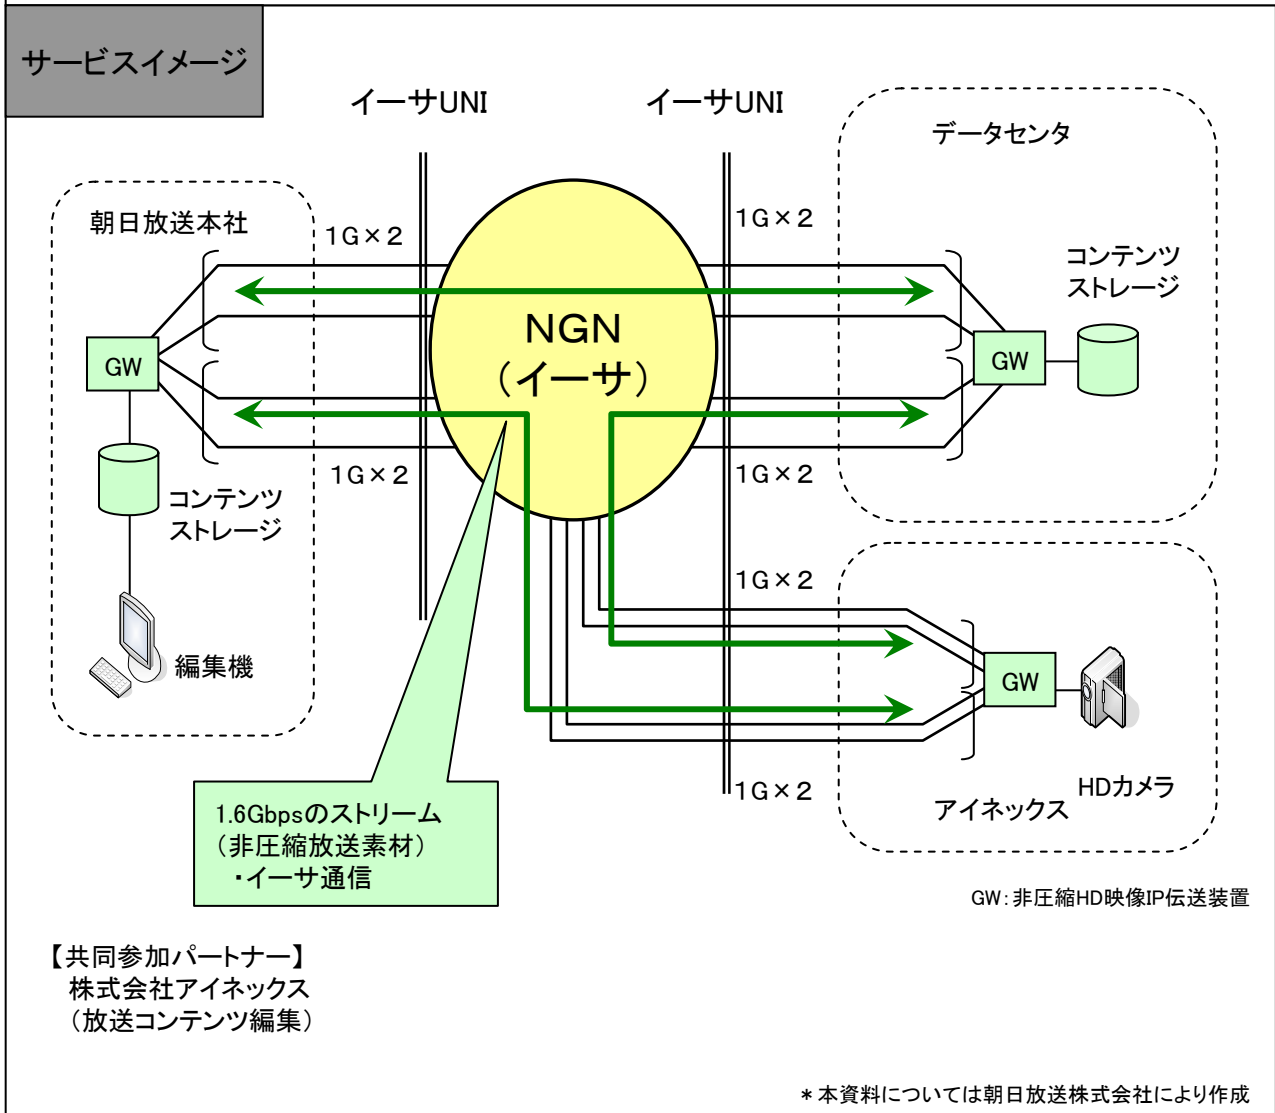 サービスイメージ
イーサUNI
イーサUNI
データセンタ
朝日放送本社
1G×2
1G×2
コンテンツ
ストレージ
NGN
(イーサ)
GW
GW
1G×2
1G×2
コンテンツ
ストレージ
1G×2
編集機
GW
1G×2
HDカメラ
アイネックス
1.6Gbpsのストリーム
(非圧縮放送素材)
・イーサ通信
GW:非圧縮HD映像IP伝送装置
【共同参加パートナー】
株式会社アイネックス
(放送コンテンツ編集)
*本資料については朝日放送株式会社により作成